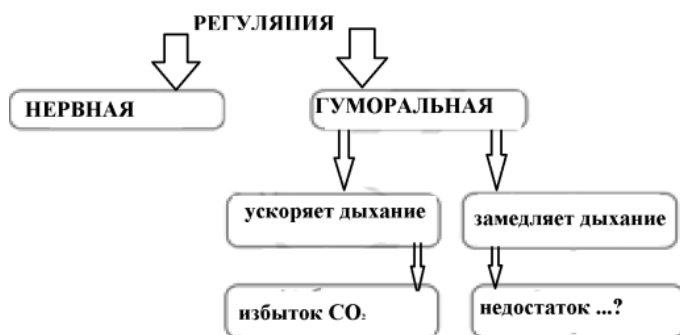 РЕГУЛЯЦИЯ
НЕРВНАЯ
ГУМОРАЛЬНАЯ
ускоряет дыхание
замедляет дыхание
избыток CO₂
недостаток ...?